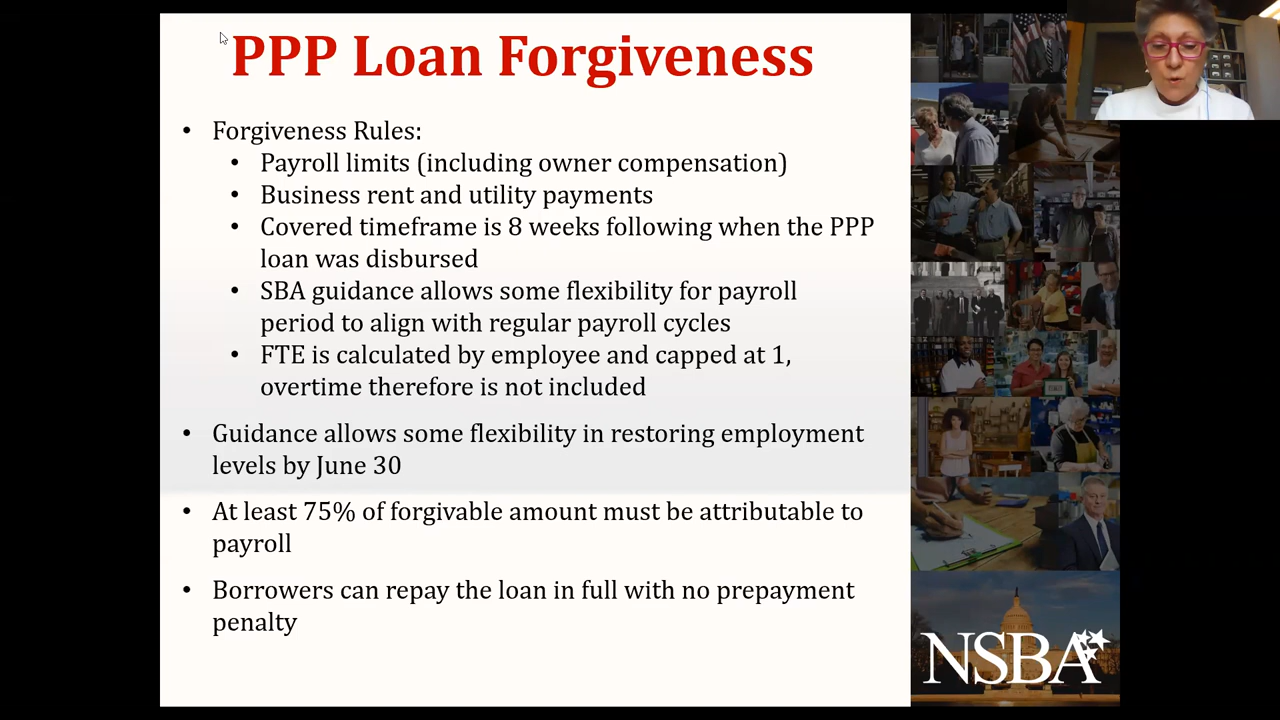 PPP Loan Forgiveness
• Forgiveness Rules:
• Payroll limits (including owner compensation)
• Business rent and utility payments
• Covered timeframe is 8 weeks following when the PPP
loan was disbursed
• SBA guidance allows some flexibility for payroll
period to align with regular payroll cycles
• FTE is calculated by employee and capped at 1,
overtime therefore is not included
• Guidance allows some flexibility in restoring employment
levels by June 30
• At least 75% of forgivable amount must be attributable to
payroll
• Borrowers can repay the loan in full with no prepayment
penalty
NSBA